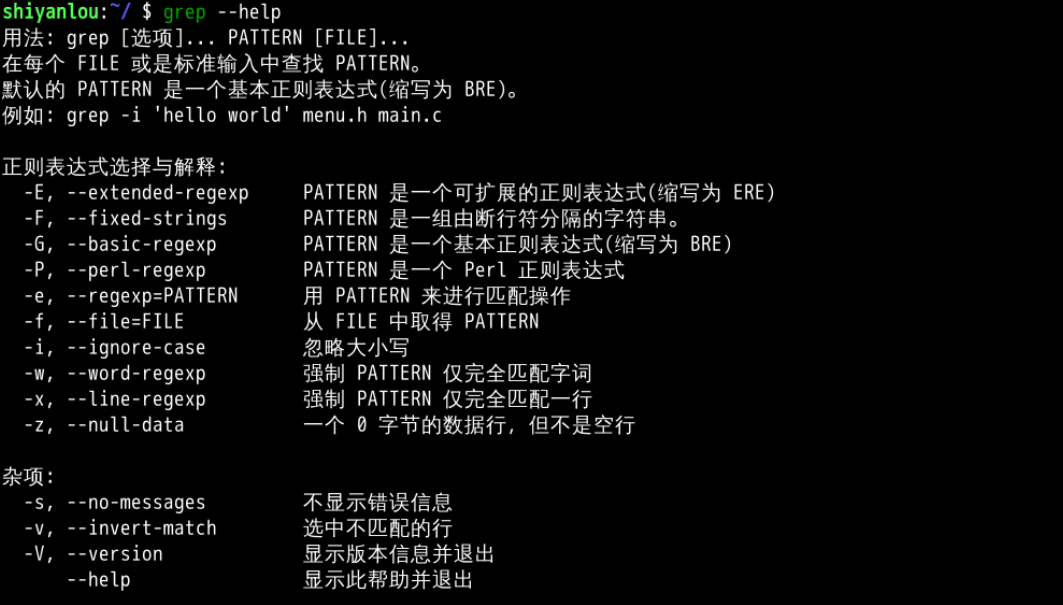 shiyanlou:~/ $ grep --help
用法: grep [选项]... PATTERN [FILE]...
在每个 FILE 或是标准输入中查找 PATTERN。
默认的 PATTERN 是一个基本正则表达式(缩写为 BRE)。
例如: grep -i 'hello world' menu.h main.c
正则表达式选择与解释:
-E, --extended-regexp PATTERN 是一个可扩展的正则表达式(缩写为 ERE)
-F, --fixed-strings PATTERN 是一组由断行符分隔的字符串。
-G, --basic-regexp PATTERN 是一个基本正则表达式(缩写为 BRE)
-P, --perl-regexp PATTERN 是一个 Perl 正则表达式
-e, --regexp=PATTERN 用 PATTERN 来进行匹配操作
-f, --file=FILE 从 FILE 中取得 PATTERN
-i, --ignore-case 忽略大小写
-w, --word-regexp 强制 PATTERN 仅完全匹配字词
-x, --line-regexp 强制 PATTERN 仅完全匹配一行
-z, --null-data 一个 0 字节的数据行, 但不是空行
杂项:
-s, --no-messages 不显示错误信息
-v, --invert-match 选中不匹配的行
-V, --version 显示版本信息并退出
--help 显示此帮助并退出